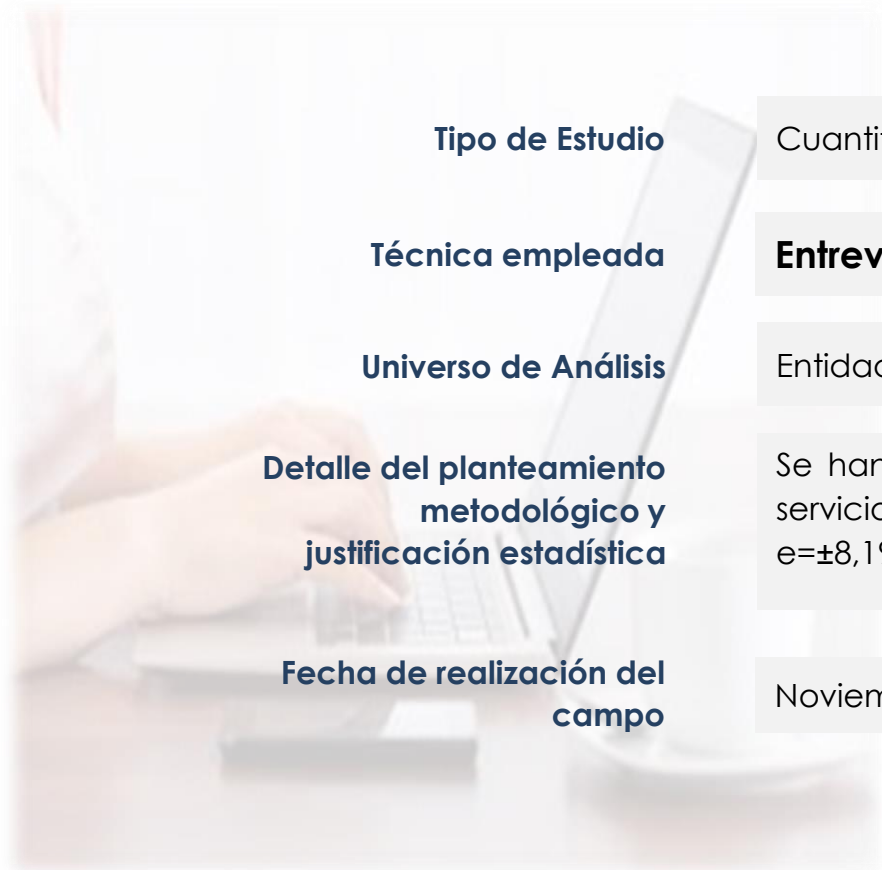 Tipo de Estudio
Técnica empleada
Entrev
Universo de Análisis
Entidad
Detalle del planteamiento
metodológico y
justificación estadística
Se han
servicio
e=±8,1
Fecha de realización del
campo
Noviem